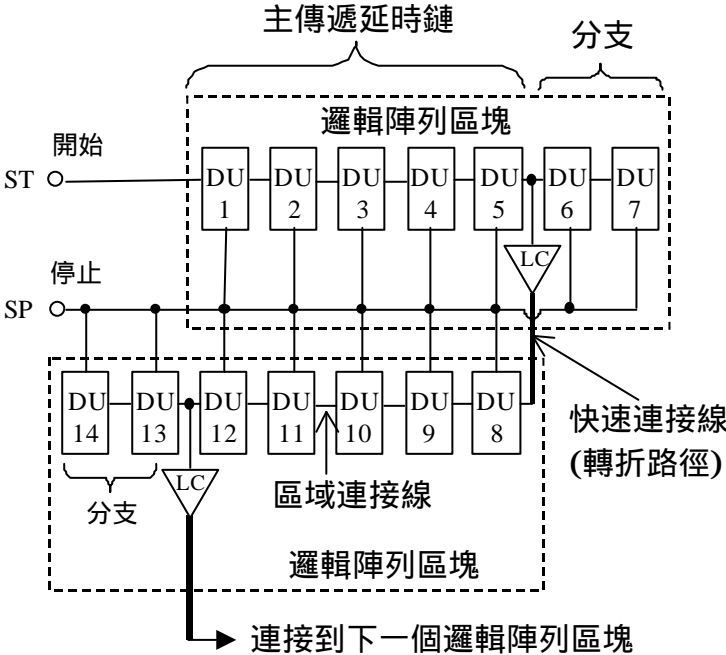 主傳遞延時鏈
分支
邏輯陣列區塊
開始
ST
DU 1
DU 2
DU 3
DU 4
DU 5
DU 6
DU 7
LC
停止
SP
DU 14
DU 13
DU 12
DU 11
DU 10
DU 9
DU 8
快速連接線
(轉折路徑)
分支
LC
區域連接線
邏輯陣列區塊
連接到下一個邏輯陣列區塊